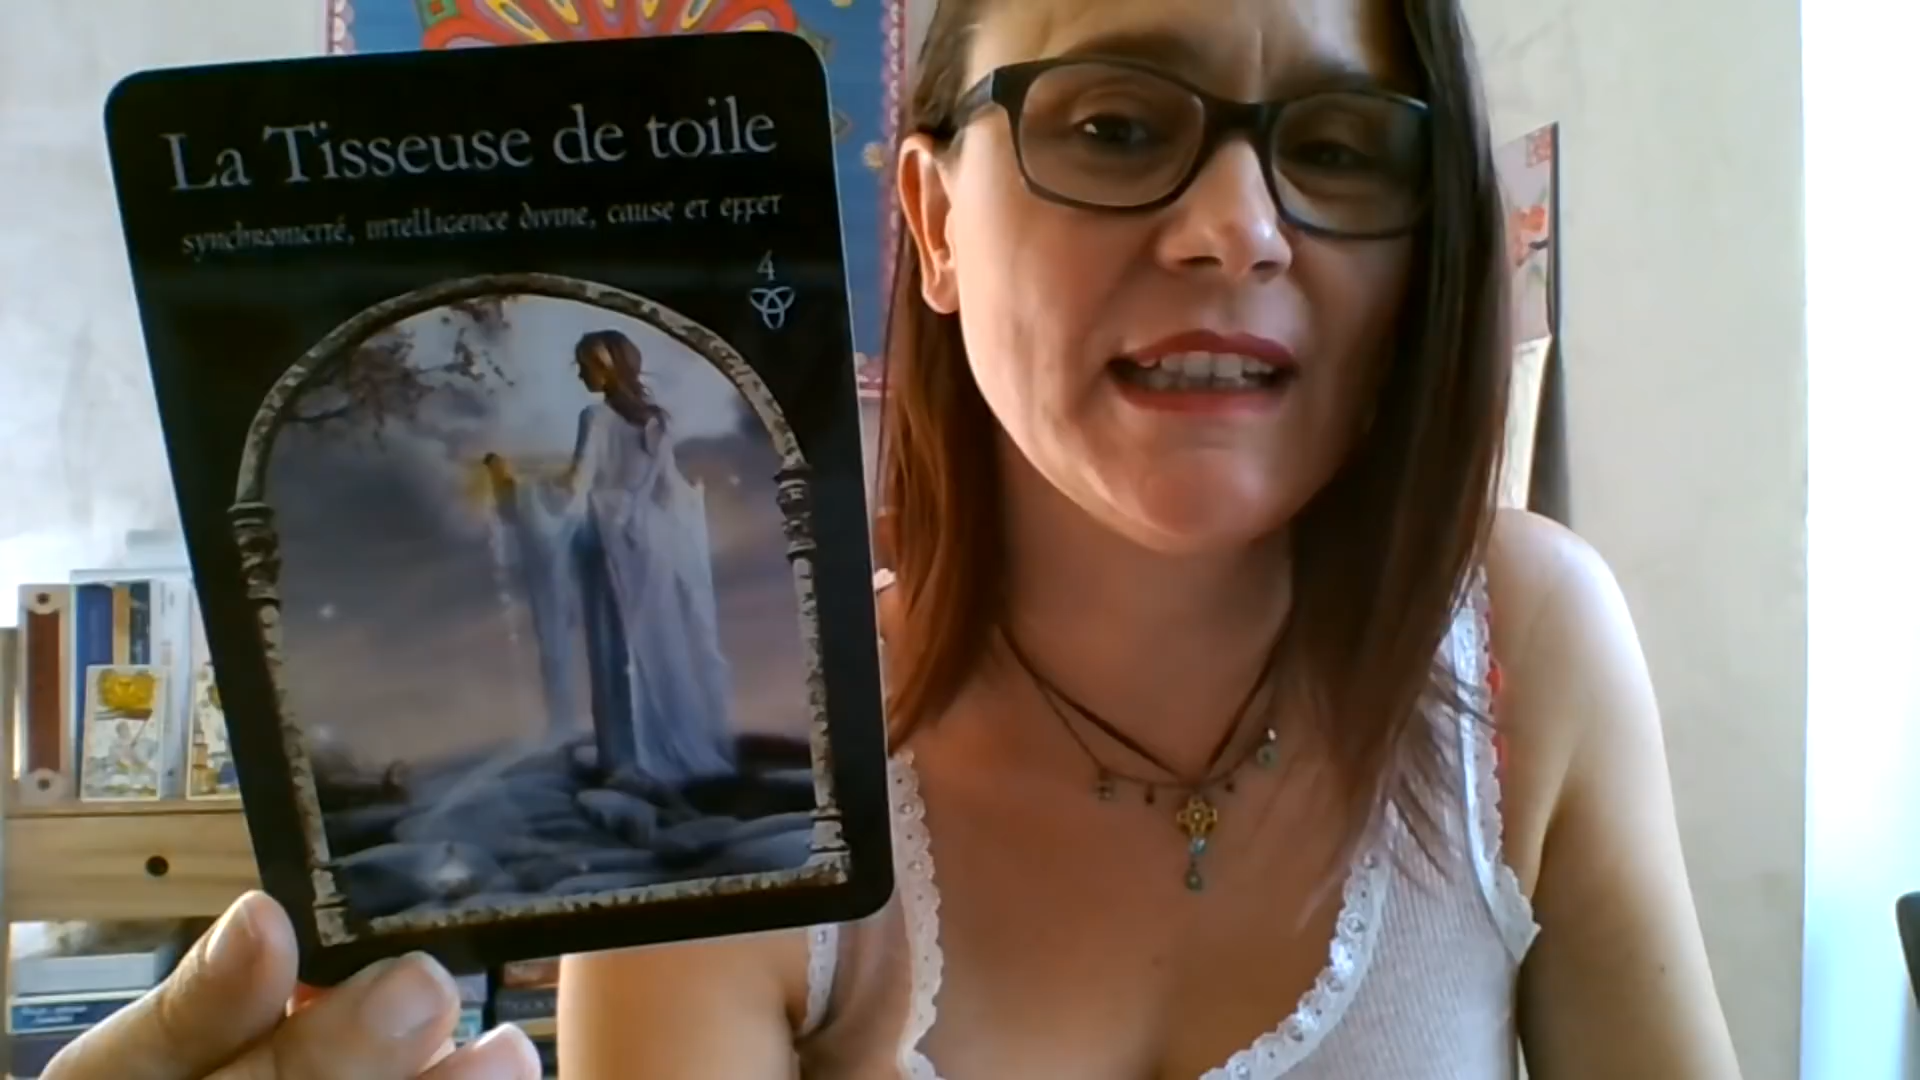 La Tisseuse de toile
synchronicité, intelligence divine, cause et effet
4